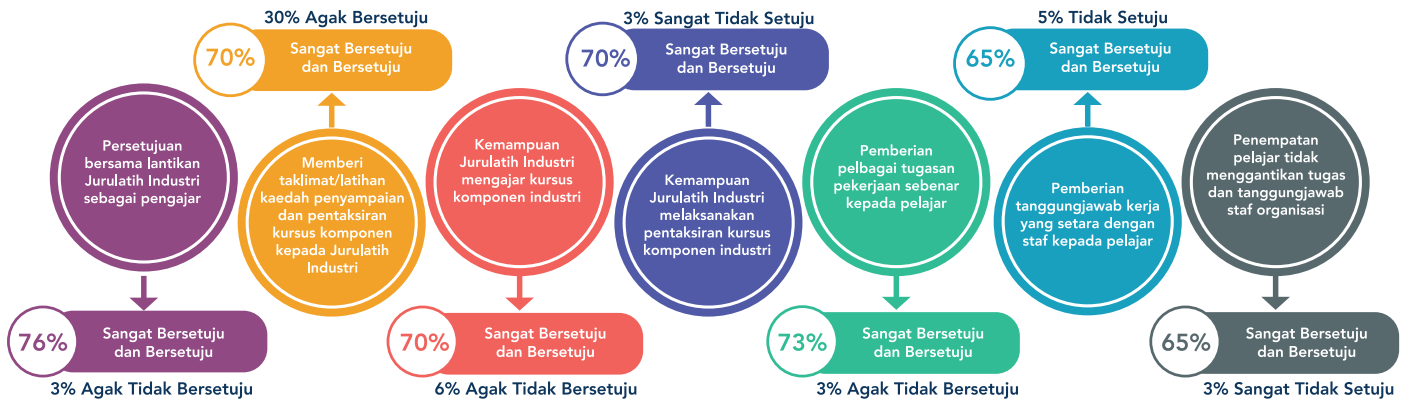 Persetujuan
bersama lantikan
Jurulatih Industri
sebagai pengajar
76%
Sangat Bersetuju
dan Bersetuju
3% Agak Tidak Bersetuju
30% Agak Bersetuju
70%
Sangat Bersetuju
dan Bersetuju
Memberi
taklimat/latihan
kaedah penyampaian
dan pentaksiran
kursus komponen
kepada Jurulatih
Industri
Kemampuan
Jurulatih Industri
mengajar kursus
komponen industri
70%
Sangat Bersetuju
dan Bersetuju
6% Agak Tidak Bersetuju
3% Sangat Tidak Setuju
70%
Sangat Bersetuju
dan Bersetuju
Kemampuan
Jurulatih Industri
melaksanakan
pentaksiran kursus
komponen industri
Pemberian
pelbagai tugasan
pekerjaan sebenar
kepada pelajar
73%
Sangat Bersetuju
dan Bersetuju
3% Agak Tidak Bersetuju
5% Tidak Setuju
65%
Sangat Bersetuju
dan Bersetuju
Pemberian
tanggungjawab kerja
yang setara dengan
staf kepada pelajar
Penempatan
pelajar tidak
menggantikan tugas
dan tanggungjawab
staf organisasi
65%
Sangat Bersetuju
dan Bersetuju
3% Sangat Tidak Setuju